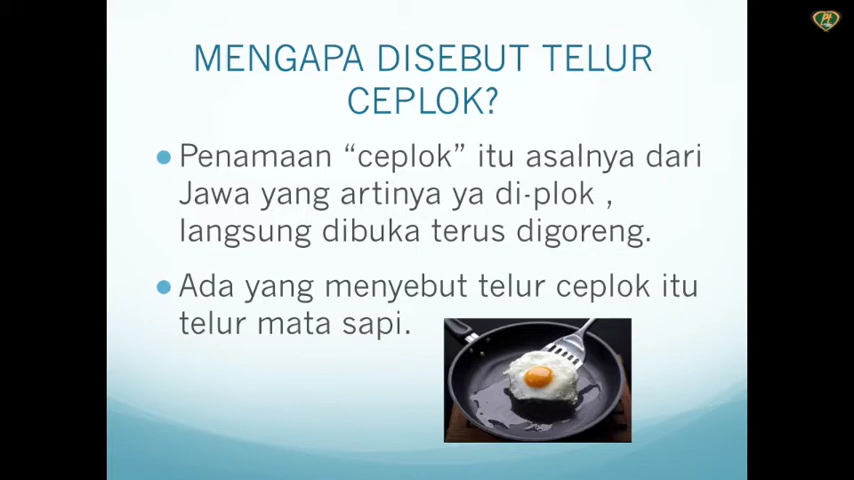 MENGAPA DISEBUT TELUR
CEPLOK?
Penamaan “ceplok” itu asalnya dari
Jawa yang artinya ya di-plok ,
langsung dibuka terus digoreng.
Ada yang menyebut telur ceplok itu
telur mata sapi.